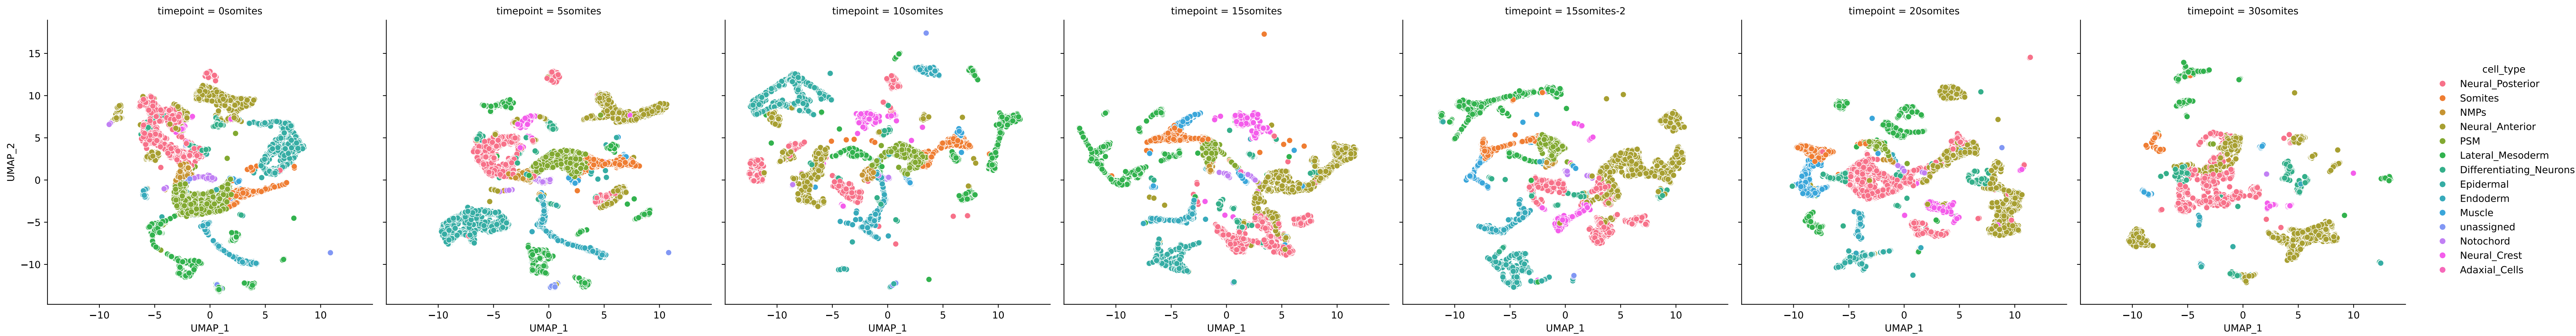 timepoint = 0somites
timepoint = 5somites
timepoint = 10somites
timepoint = 15somites
timepoint = 15somites-2
timepoint = 20somites
timepoint = 30somites
UMAP_2
15
10
5
0
−5
−10
−10 −5 0 5 10
−10 −5 0 5 10
−10 −5 0 5 10
−10 −5 0 5 10
−10 −5 0 5 10
−10 −5 0 5 10
−10 −5 0 5 10
UMAP_1
UMAP_1
UMAP_1
UMAP_1
UMAP_1
UMAP_1
UMAP_1
cell_type
Neural_Posterior
Somites
NMPs
Neural_Anterior
PSM
Lateral_Mesoderm
Differentiating_Neurons
Epidermal
Endoderm
Muscle
unassigned
Notochord
Neural_Crest
Adaxial_Cells